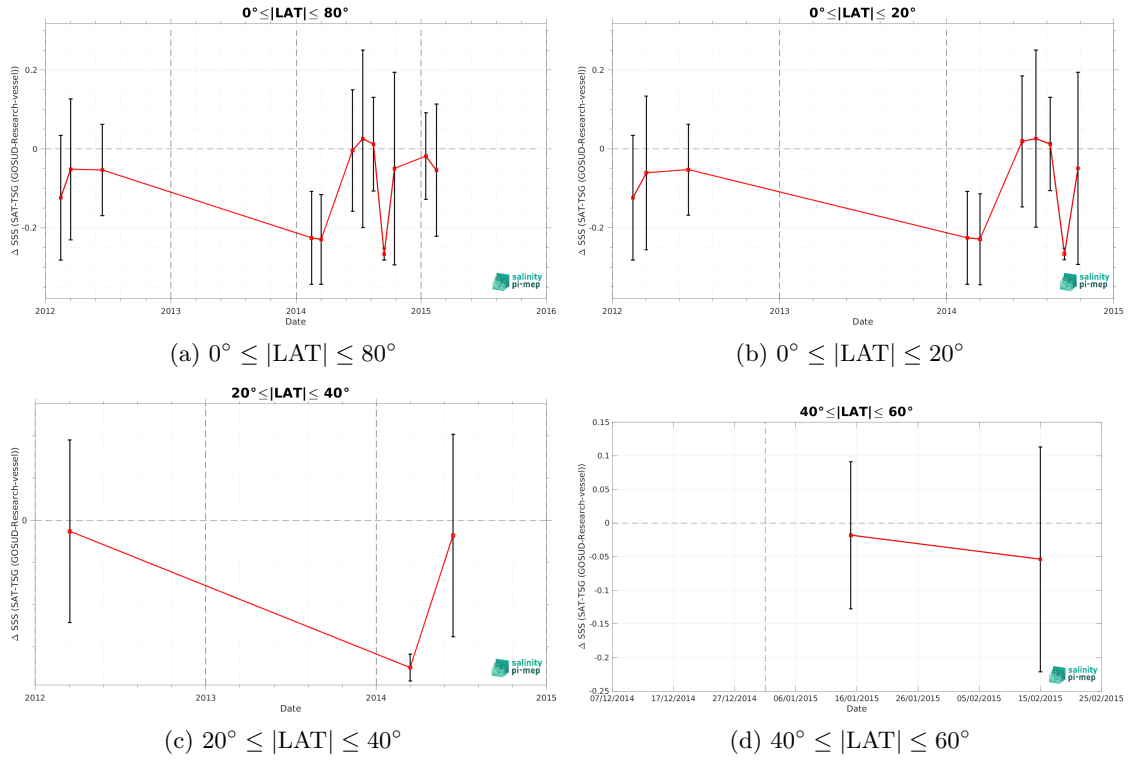 0°≤|LAT|≤ 80°
Δ SSS (SAT-TSG (GOSUD-Research-vessel))
0.2
0
-0.2
salinity
pi-mep
2012 2013 2014 2015 2016
Date
(a) 0° ≤ |LAT| ≤ 80°
0°≤|LAT|≤ 20°
Δ SSS (SAT-TSG (GOSUD-Research-vessel))
0.2
0
-0.2
salinity
pi-mep
2012 2013 2014 2015
Date
(b) 0° ≤ |LAT| ≤ 20°
20°≤|LAT|≤ 40°
Δ SSS (SAT-TSG (GOSUD-Research-vessel))
0
salinity
pi-mep
2012 2013 2014 2015
Date
(c) 20° ≤ |LAT| ≤ 40°
40°≤|LAT|≤ 60°
Δ SSS (SAT-TSG (GOSUD-Research-vessel))
0.15
0.1
0.05
0
-0.05
-0.1
-0.15
-0.2
-0.25
salinity
pi-mep
07/12/2014 17/12/2014 27/12/2014 06/01/2015 16/01/2015 26/01/2015 05/02/2015 15/02/2015 25/02/2015
Date
(d) 40° ≤ |LAT| ≤ 60°